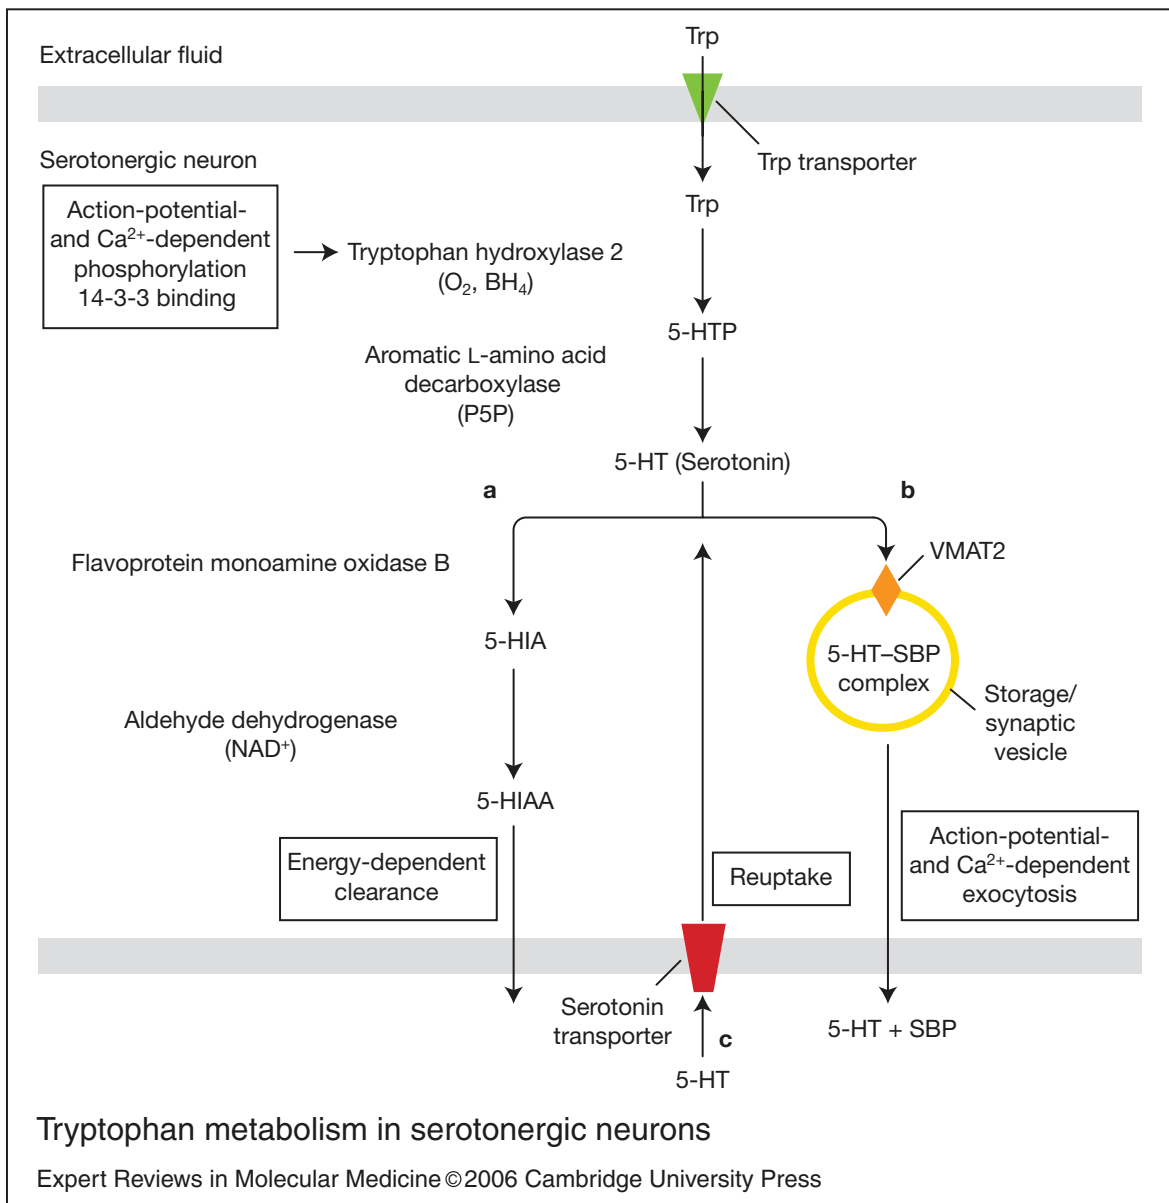 Trp
Extracellular fluid
Serotonergic neuron
Trp transporter
Trp
Action-potential-
and Ca²⁺-dependent
phosphorylation
14-3-3 binding
Tryptophan hydroxylase 2
(O₂, BH₄)
5-HTP
Aromatic L-amino acid
decarboxylase
(P5P)
5-HT (Serotonin)
a
b
Flavoprotein monoamine oxidase B
VMAT2
5-HIA
5-HT–SBP
complex
Storage/
synaptic
vesicle
Aldehyde dehydrogenase
(NAD⁺)
5-HIAA
Energy-dependent
clearance
Reuptake
Action-potential-
and Ca²⁺-dependent
exocytosis
Serotonin
transporter
c
5-HT
5-HT + SBP
Tryptophan metabolism in serotonergic neurons
Expert Reviews in Molecular Medicine © 2006 Cambridge University Press